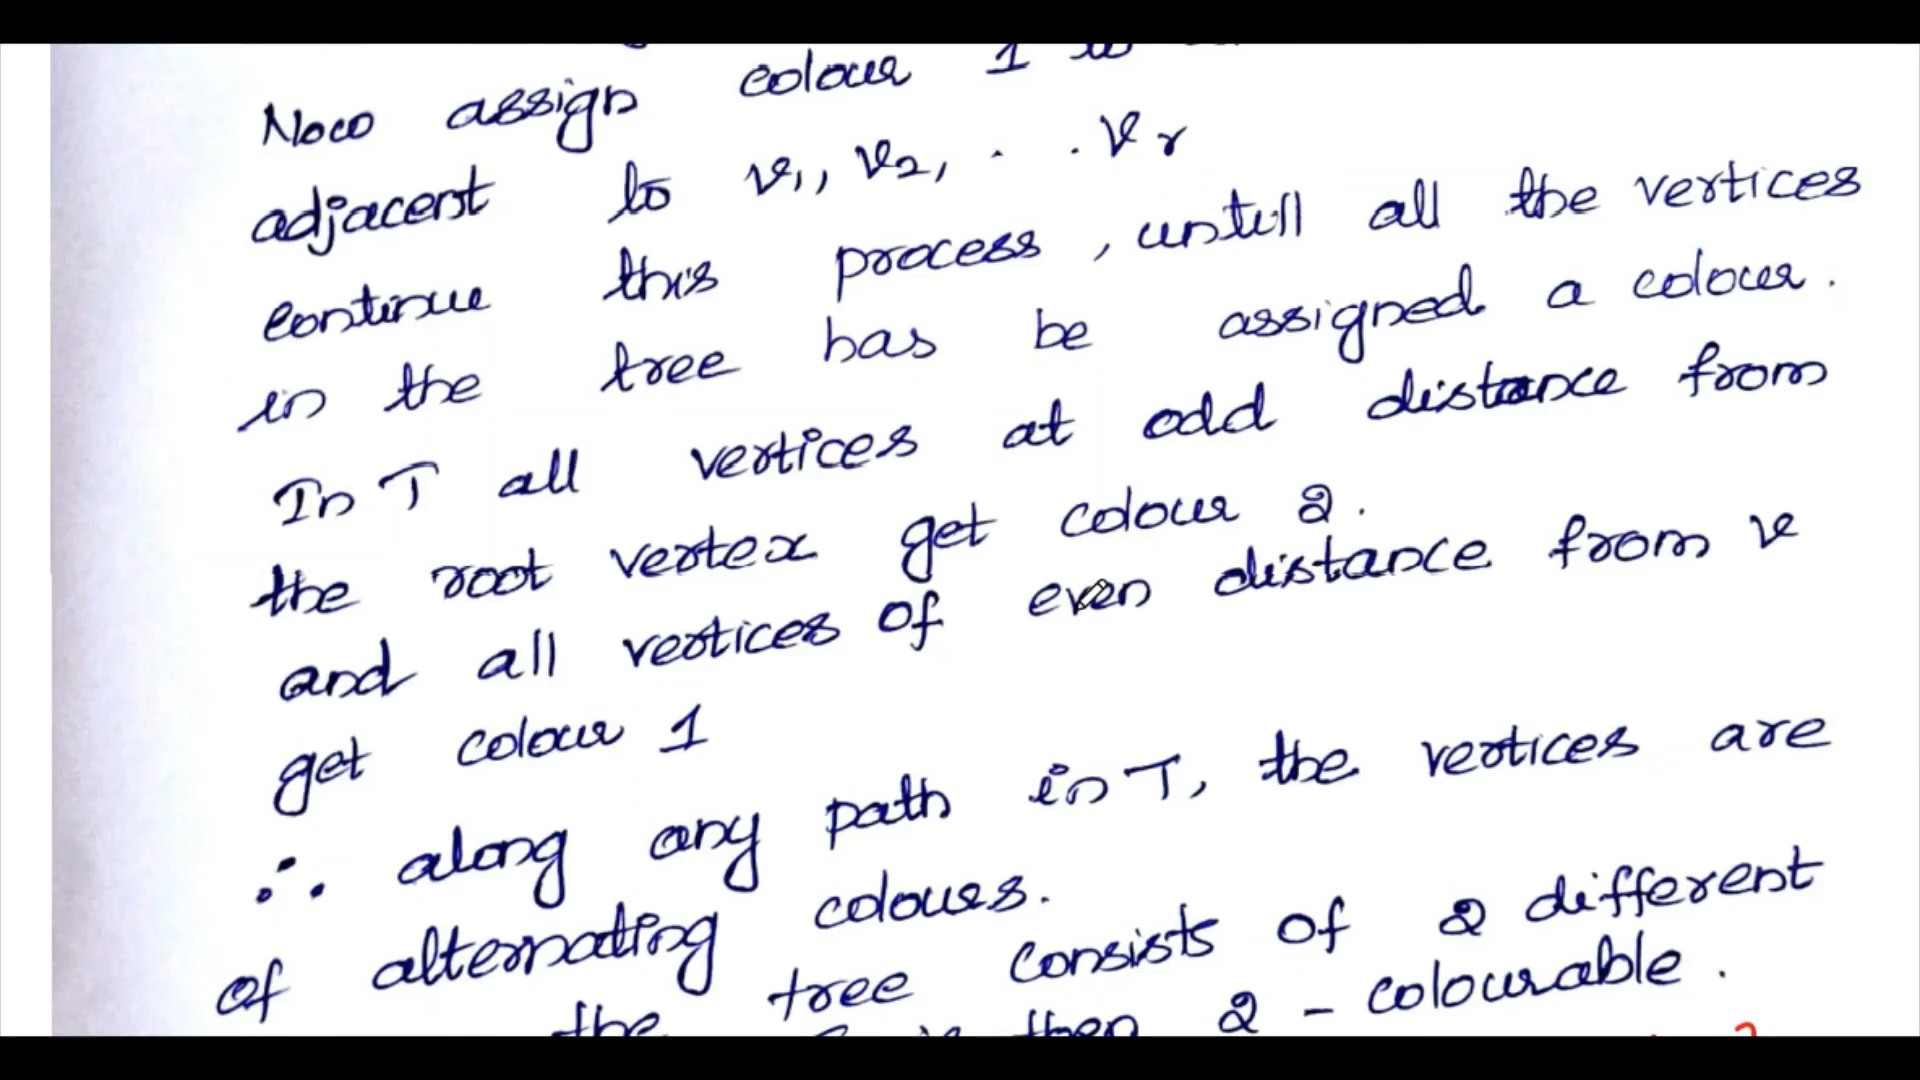 Now assign colour 1 to
adjacent to v1, v2, . . vr
continue this process, untill all the vertices
in the tree has be assigned a colour.
In T all vertices at odd distance from
the root vertex get colour 2.
and all vertices of even distance from v
get colour 1
∴ along any path in T, the vertices are
of alternating colours.
the tree consists of 2 different
then 2 - colourable.